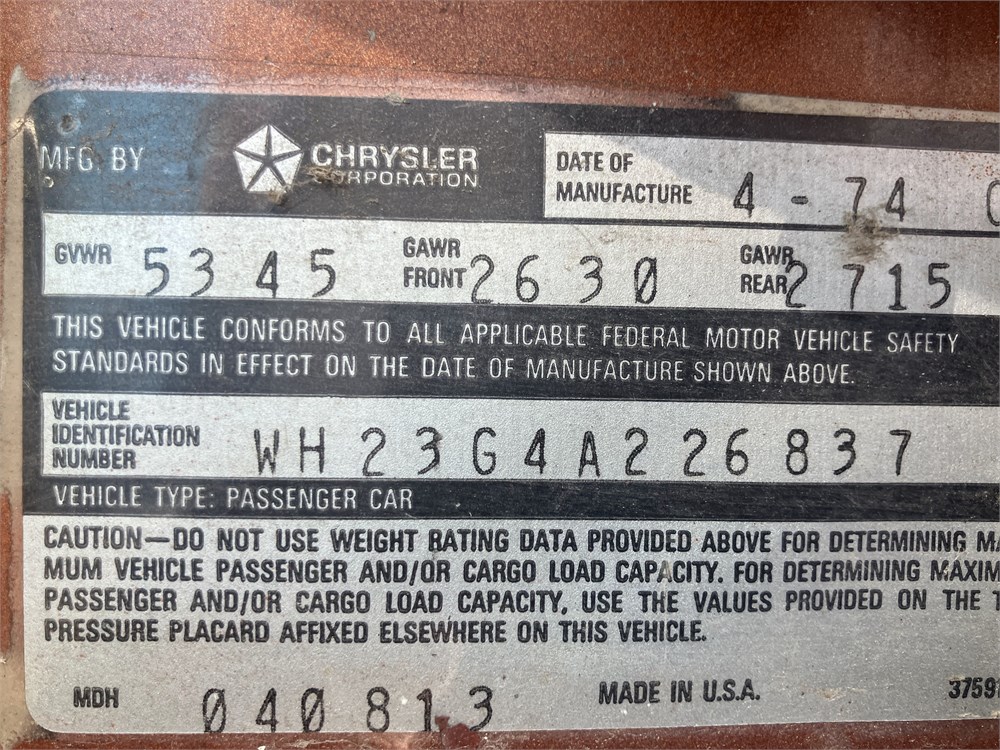 MFG. BY CHRYSLER CORPORATION
DATE OF MANUFACTURE 4 - 74
GVWR 5345 GAWR FRONT 2630 GAWR REAR 2715
THIS VEHICLE CONFORMS TO ALL APPLICABLE FEDERAL MOTOR VEHICLE SAFETY
STANDARDS IN EFFECT ON THE DATE OF MANUFACTURE SHOWN ABOVE.
VEHICLE
IDENTIFICATION
NUMBER WH23G4A226837
VEHICLE TYPE: PASSENGER CAR
CAUTION—DO NOT USE WEIGHT RATING DATA PROVIDED ABOVE FOR DETERMINING
MUM VEHICLE PASSENGER AND/OR CARGO LOAD CAPACITY. FOR DETERMINING MAXIM
PASSENGER AND/OR CARGO LOAD CAPACITY, USE THE VALUES PROVIDED ON THE
PRESSURE PLACARD AFFIXED ELSEWHERE ON THIS VEHICLE.
MDH 040813 MADE IN U.S.A. 3759